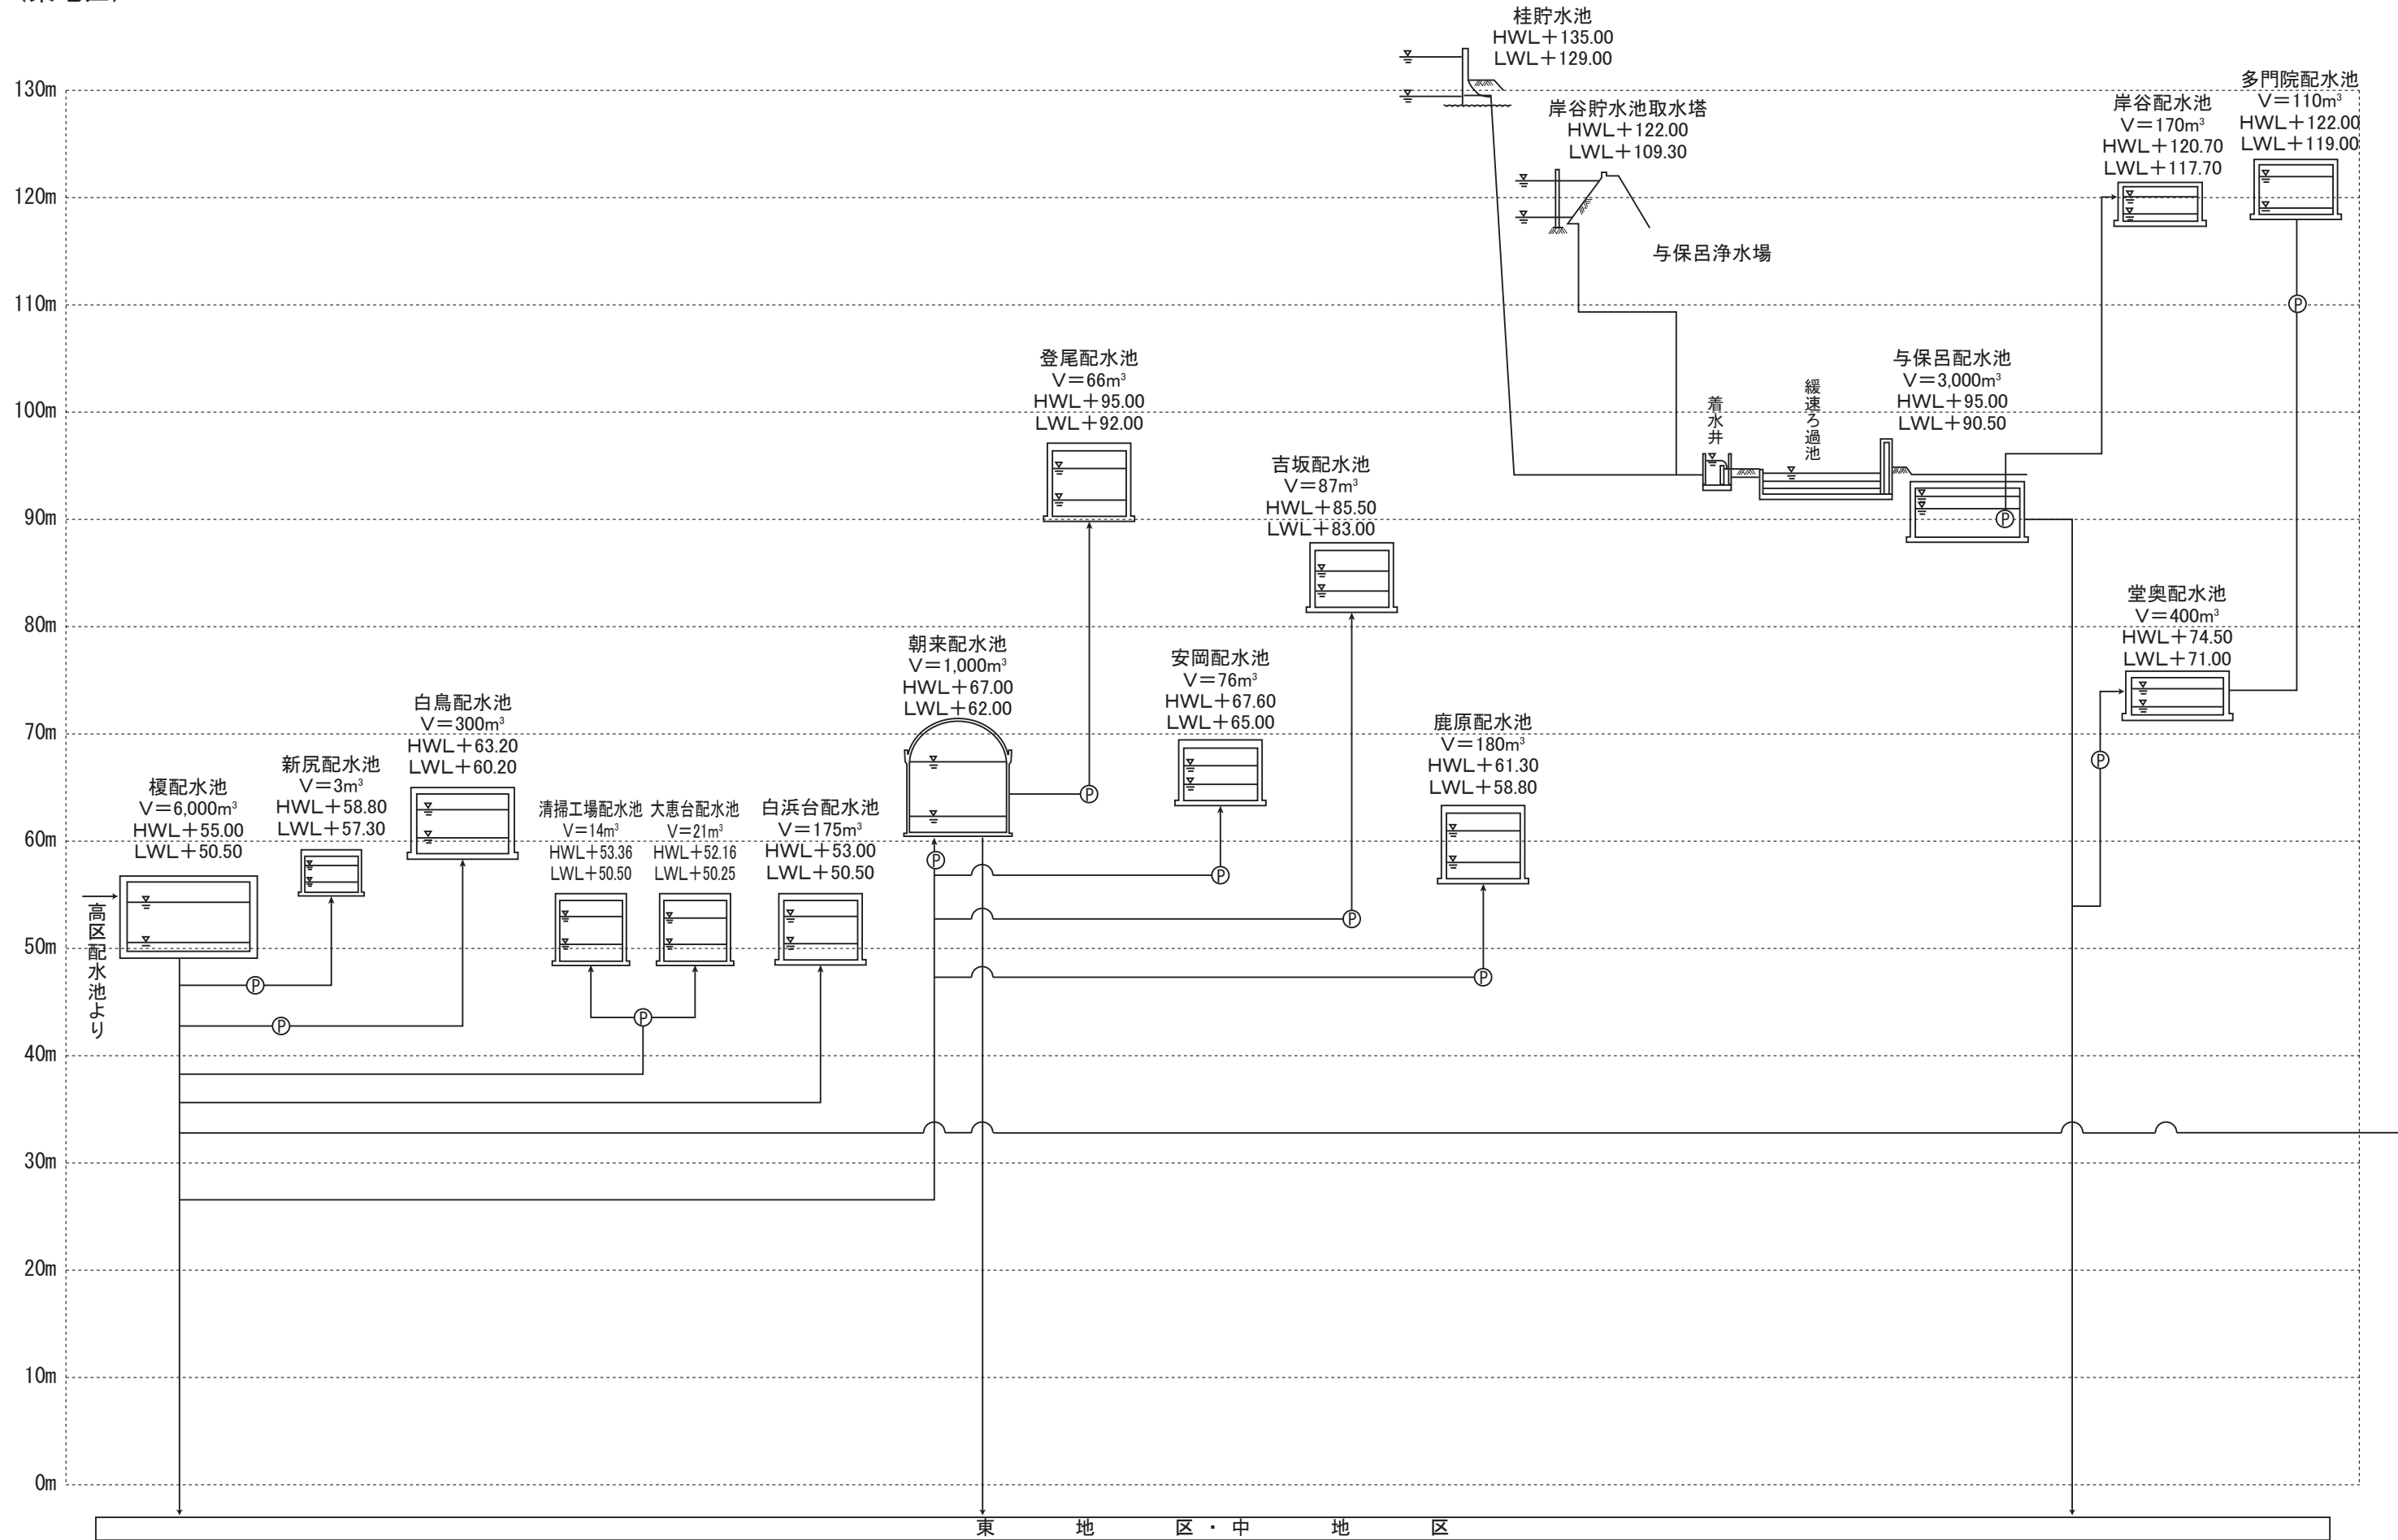 桂貯水池
HWL+135.00
LWL+129.00
岸谷貯水池取水塔
HWL+122.00
LWL+109.30
与保呂浄水場
岸谷配水池
V=170m³
HWL+120.70
LWL+117.70
多門院配水池
V=110m³
HWL+122.00
LWL+119.00
130m
120m
110m
100m
90m
80m
70m
60m
50m
40m
30m
20m
10m
0m
登尾配水池
V=66m³
HWL+95.00
LWL+92.00
吉坂配水池
V=87m³
HWL+85.50
LWL+83.00
着水井
緩速ろ過池
与保呂配水池
V=3,000m³
HWL+95.00
LWL+90.50
P
P
堂奥配水池
V=400m³
HWL+74.50
LWL+71.00
P
朝来配水池
V=1,000m³
HWL+67.00
LWL+62.00
P
P
安岡配水池
V=76m³
HWL+67.60
LWL+65.00
P
P
鹿原配水池
V=180m³
HWL+61.30
LWL+58.80
P
榎配水池
V=6,000m³
HWL+55.00
LWL+50.50
高区配水池より
新尻配水池
V=3m³
HWL+58.80
LWL+57.30
P
白鳥配水池
V=300m³
HWL+63.20
LWL+60.20
P
清掃工場配水池
V=14m³
HWL+53.36
LWL+50.50
大恵台配水池
V=21m³
HWL+52.16
LWL+50.25
P
白浜台配水池
V=175m³
HWL+53.00
LWL+50.50
東地区・中地区